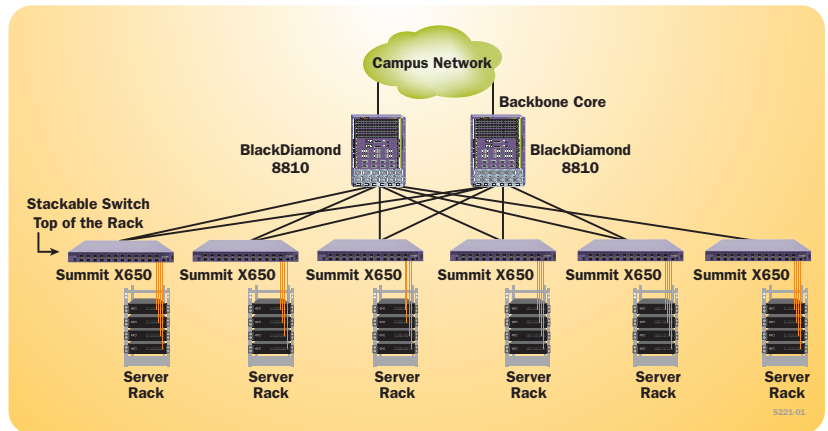 Campus Network
Backbone Core
BlackDiamond
8810
BlackDiamond
8810
Stackable Switch
Top of the Rack
Summit X650
Summit X650
Summit X650
Summit X650
Summit X650
Summit X650
Server
Rack
Server
Rack
Server
Rack
Server
Rack
Server
Rack
Server
Rack
5221-01